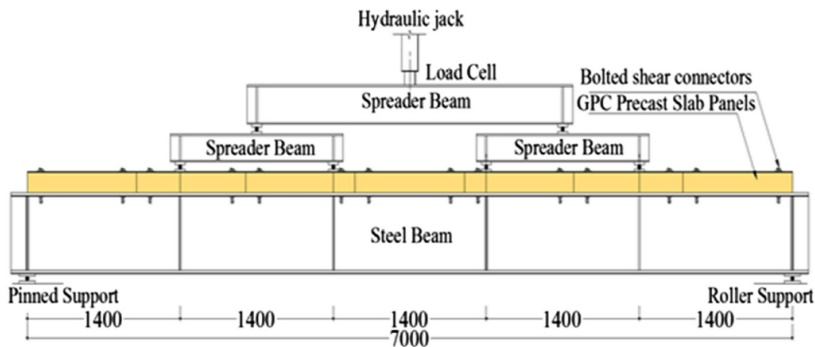 Hydraulic jack
Load Cell
Bolted shear connectors
Spreader Beam
GPC Precast Slab Panels
Spreader Beam
Spreader Beam
Steel Beam
Pinned Support
Roller Support
1400
1400
1400
1400
1400
7000